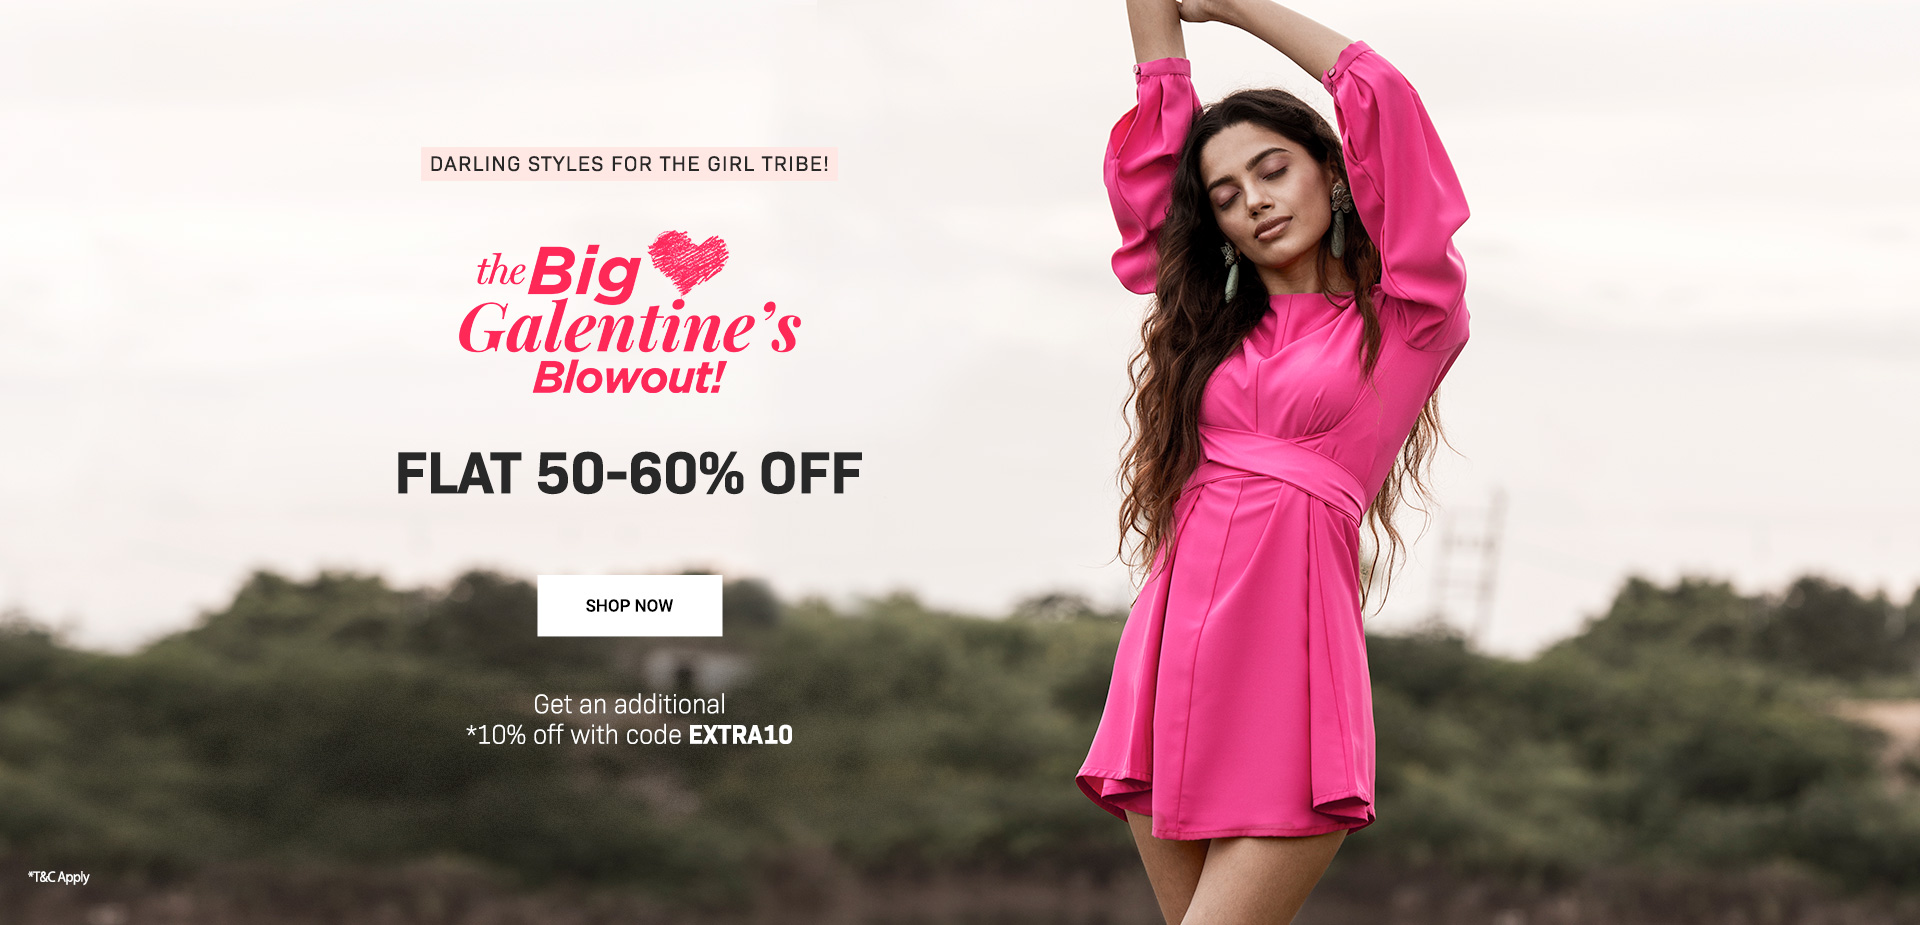 DARLING STYLES FOR THE GIRL TRIBE!
the Big
Galentine's
Blowout!
FLAT 50-60% OFF
SHOP NOW
Get an additional
*10% off with code EXTRA10
*T&C Apply